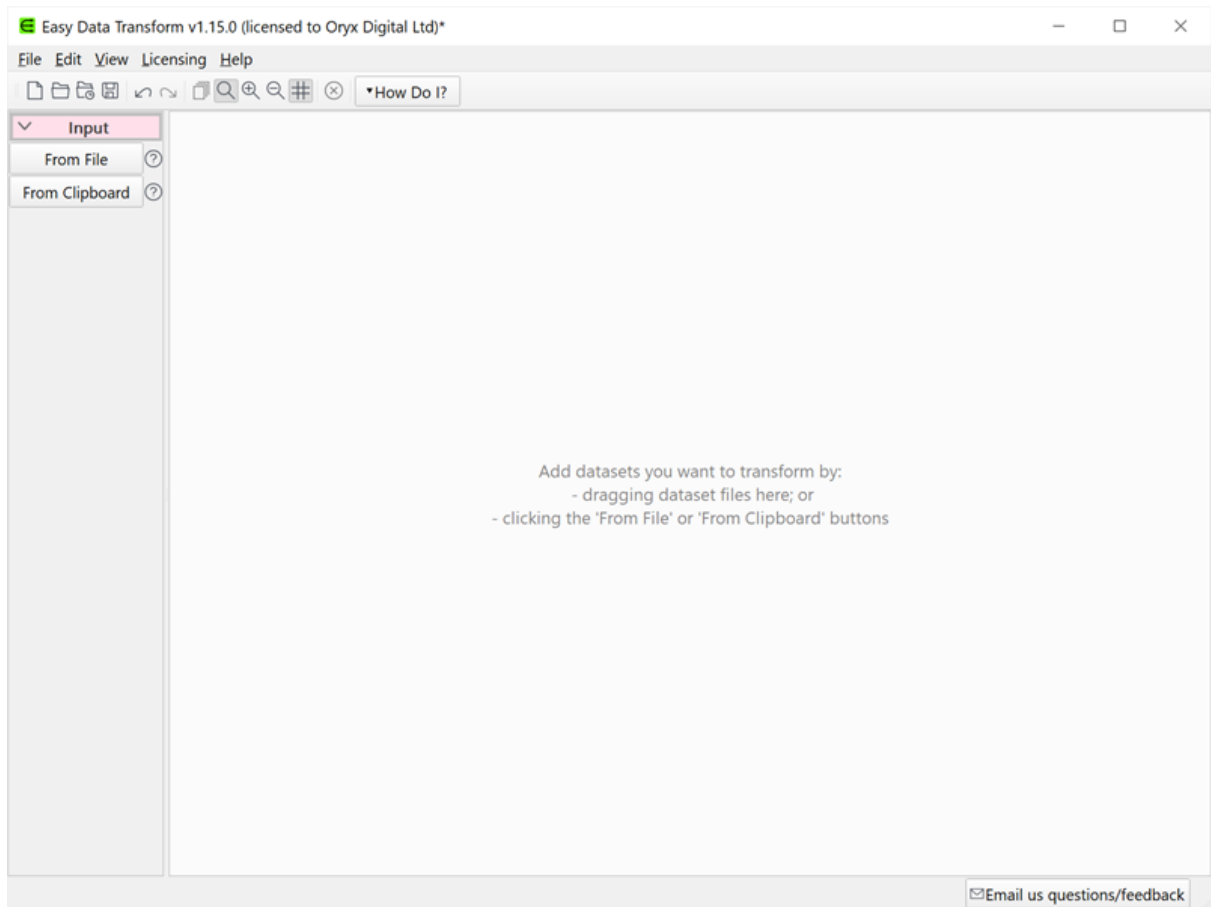 Easy Data Transform v1.15.0 (licensed to Oryx Digital Ltd)*
File Edit View Licensing Help
How Do I?
Input
From File ?
From Clipboard ?
Add datasets you want to transform by:
- dragging dataset files here; or
- clicking the 'From File' or 'From Clipboard' buttons
Email us questions/feedback